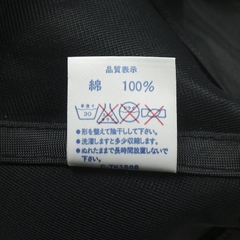 品質表示
綿 100%
30
●形を整えて陰干しして下さい。
●洗濯しますと多少収縮します。
●ぬれたままで長時間放置しないで下さい。